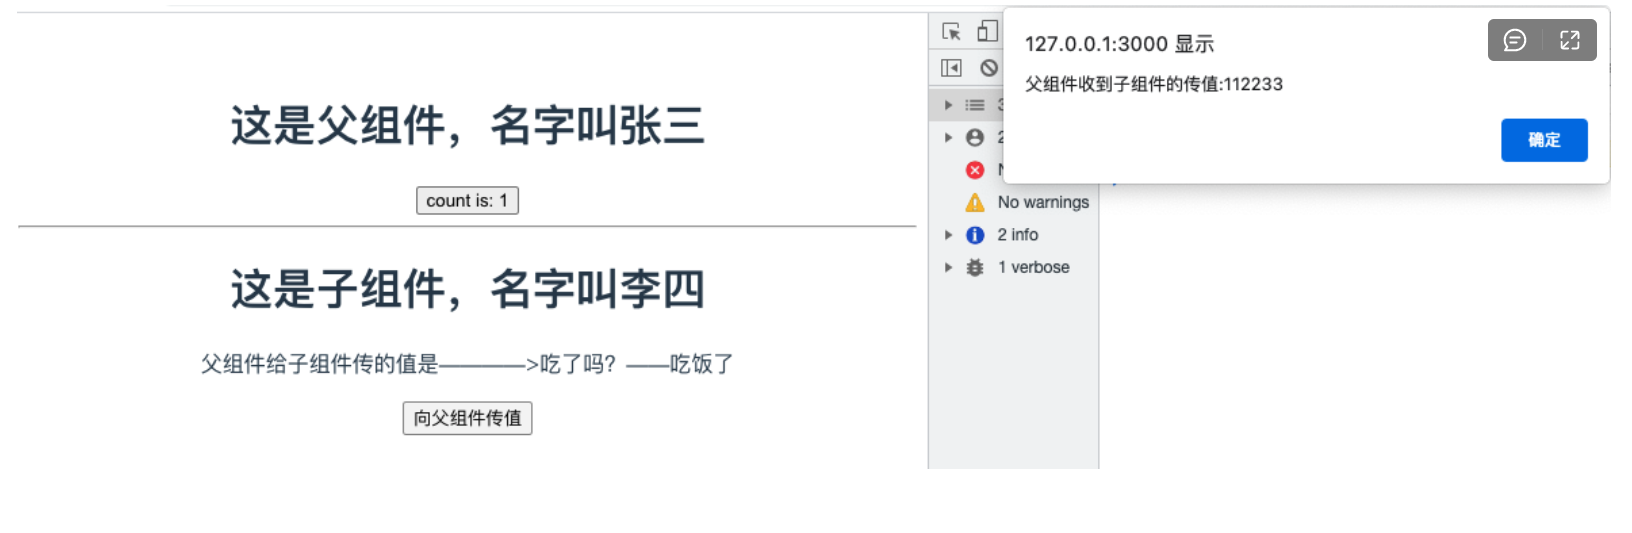 这是父组件，名字叫张三
count is: 1
这是子组件，名字叫李四
父组件给子组件传的值是————>吃了吗？——吃饭了
向父组件传值
127.0.0.1:3000 显示
父组件收到子组件的传值:112233
确定
No warnings
2 info
1 verbose